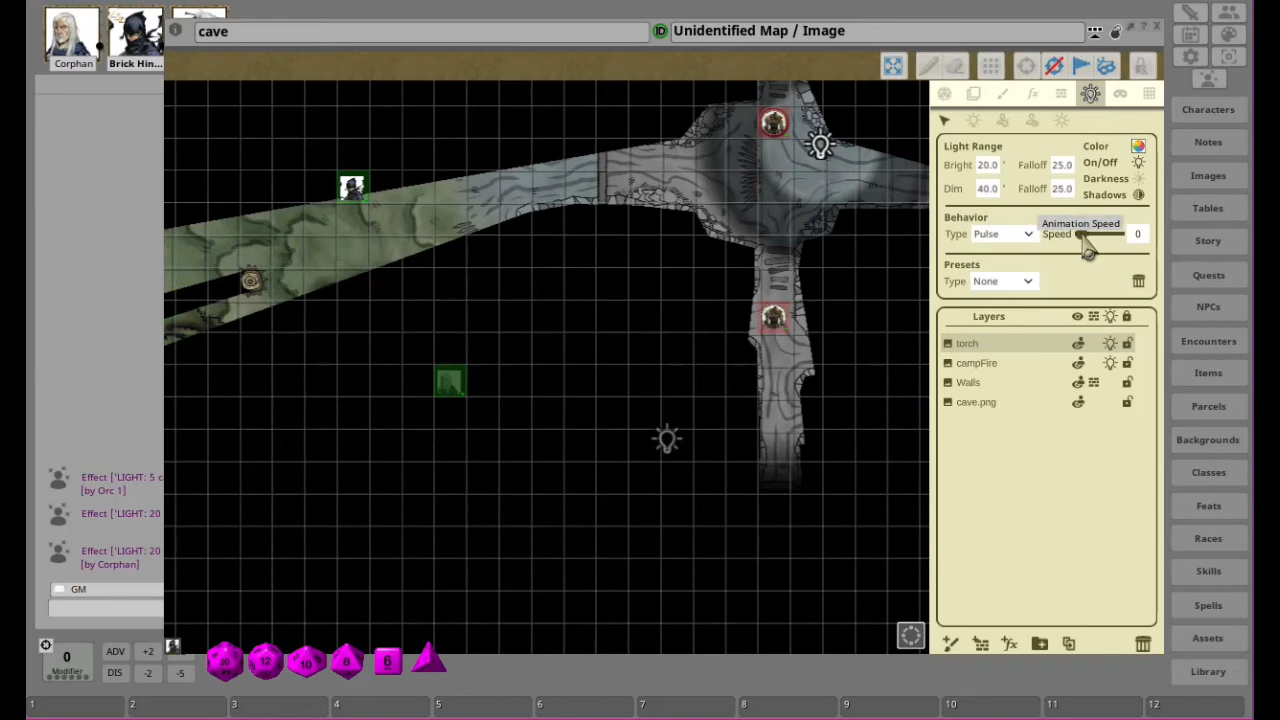 cave
ID Unidentified Map / Image
Corphan
Brick Hin...
Light Range
Bright 20.0 ' Falloff 25.0
Dim 40.0 ' Falloff 25.0
Color
On/Off
Darkness
Shadows
Behavior
Animation Speed
Type Pulse Speed 0
Presets
Type None
Layers
torch
campFire
Walls
cave.png
Characters
Notes
Images
Tables
Story
Quests
NPCs
Encounters
Items
Parcels
Backgrounds
Classes
Feats
Races
Skills
Spells
Assets
Library
Effect ['LIGHT: 5 c
[by Orc 1]
Effect ['LIGHT: 20
Effect ['LIGHT: 20
[by Corphan]
GM
0
Modifier
ADV +2
DIS -2 -5
20 12 10 8 6
1 2 3 4 5 6 7 8 9 10 11 12